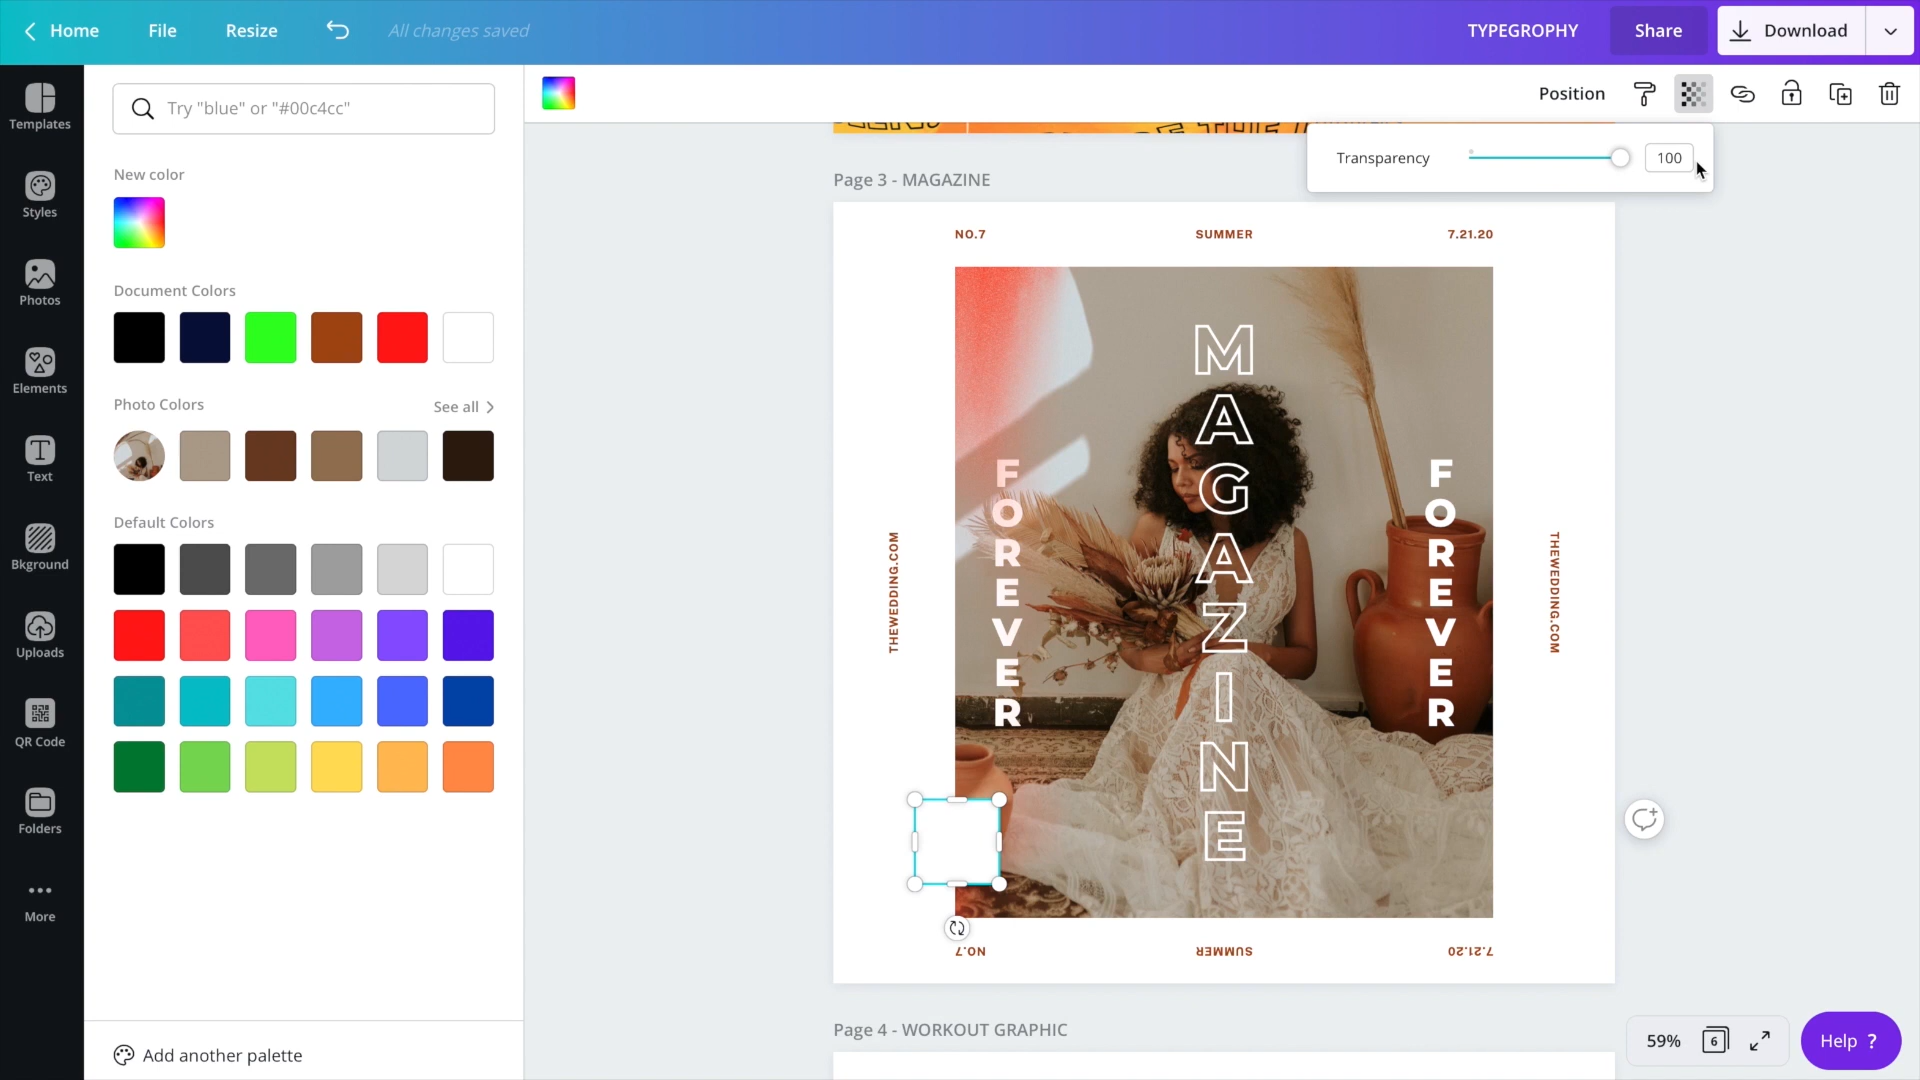 Home
File
Resize
All changes saved
TYPEGROPHY
Share
Download
Templates
Styles
Photos
Elements
Text
Bkground
Uploads
QR Code
Folders
More
Try "blue" or "#00c4cc"
New color
Document Colors
Photo Colors
See all
Default Colors
Add another palette
Position
Transparency
100
Page 3 - MAGAZINE
NO.7
SUMMER
7.21.20
MAGAZINE
FOREVER
FOREVER
THEWEDDING.COM
THEWEDDING.COM
NO.7
SUMMER
7.21.20
Page 4 - WORKOUT GRAPHIC
59%
6
Help ?